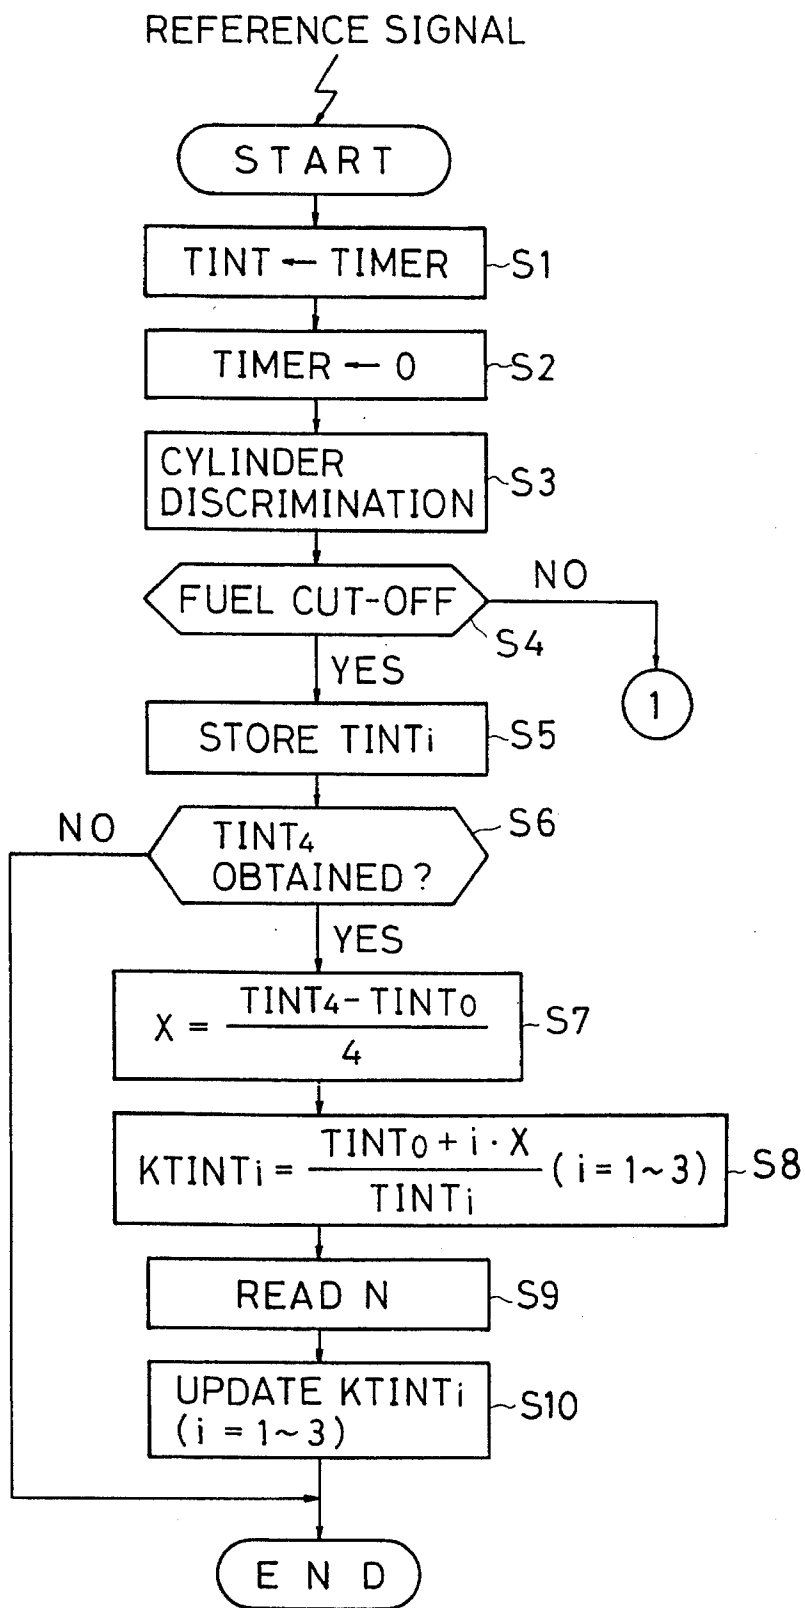 REFERENCE SIGNAL
START
TINT ← TIMER
S1
TIMER ← 0
S2
CYLINDER
DISCRIMINATION
S3
FUEL CUT-OFF
NO
S4
YES
1
STORE TINTi
S5
NO
TINT4
OBTAINED?
S6
YES
X = (TINT4 - TINT0) / 4
S7
KTINTi = (TINT0 + i · X) / TINTi (i = 1~3)
S8
READ N
S9
UPDATE KTINTi
(i = 1~3)
S10
END